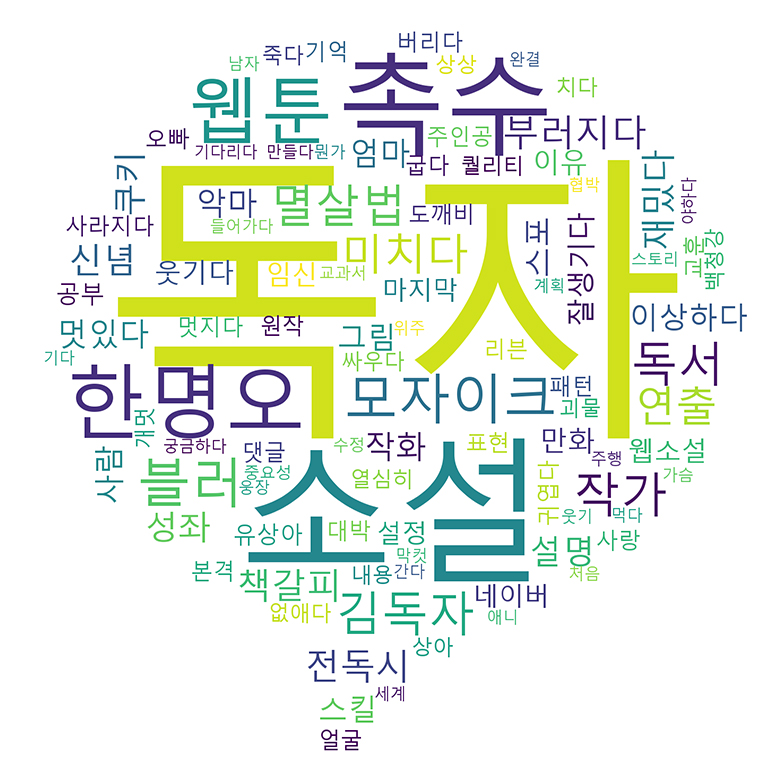 남자 죽다 기억 버리다 완결
웹툰 촉수 상상 치다
오빠 기다리다 만들다 뭔가 주인공 부러지다
쿠키 엄마 굽다 퀄리티 이유 재밌다
악마 멸살법 도깨비 협박 야하다
사라지다 들어가다 스포 교훈 백청강
신념 웃기다 임신 교과서 미치다 잘생기다 스토리
독자
공부 마지막 계획
멋있다 멋지다 원작 그림 위주 이상하다
기다 싸우다 리븐 독서
한명오 모자이크 패턴 괴물 연출
개멋 궁금하다 댓글 수정 작화 표현 만화 주행 웹소설
사람 블러 중요성 웅장 열심히 귀엽다 작가 가슴
소설
성좌 유상아 대박 설정 웃기 먹다
설명 사랑
본격 책갈피 내용 막컷 간다 처음
없애다 김독자 네이버 애니
상아
전독시
스킬 세계
얼굴